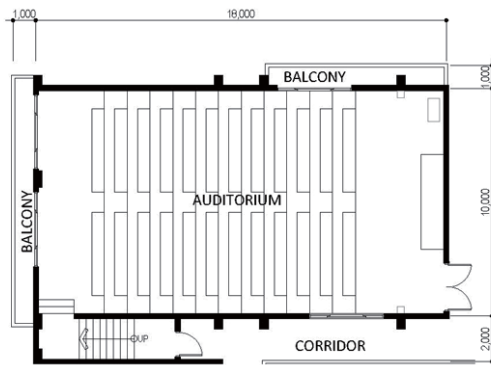 1,000
18,000
BALCONY
1,000
AUDITORIUM
BALCONY
10,000
UP
CORRIDOR
2,000